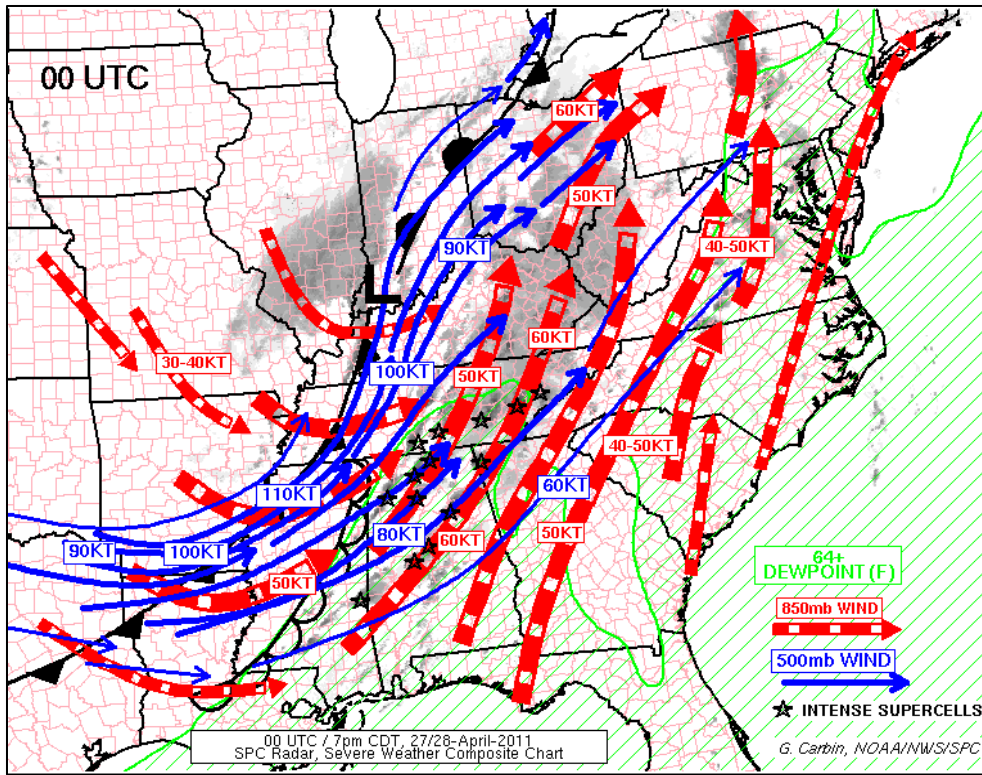 00 UTC
60KT
50KT
90KT
40-50KT
L
30-40KT
100KT
50KT
60KT
40-50KT
110KT
60KT
80KT
60KT
50KT
90KT
100KT
50KT
64+
DEWPOINT (F)
850mb WIND
500mb WIND
INTENSE SUPERCELLS
00 UTC / 7pm CDT, 27/28-April-2011
SPC Radar, Severe Weather Composite Chart
G. Carbin, NOAA/NWS/SPC